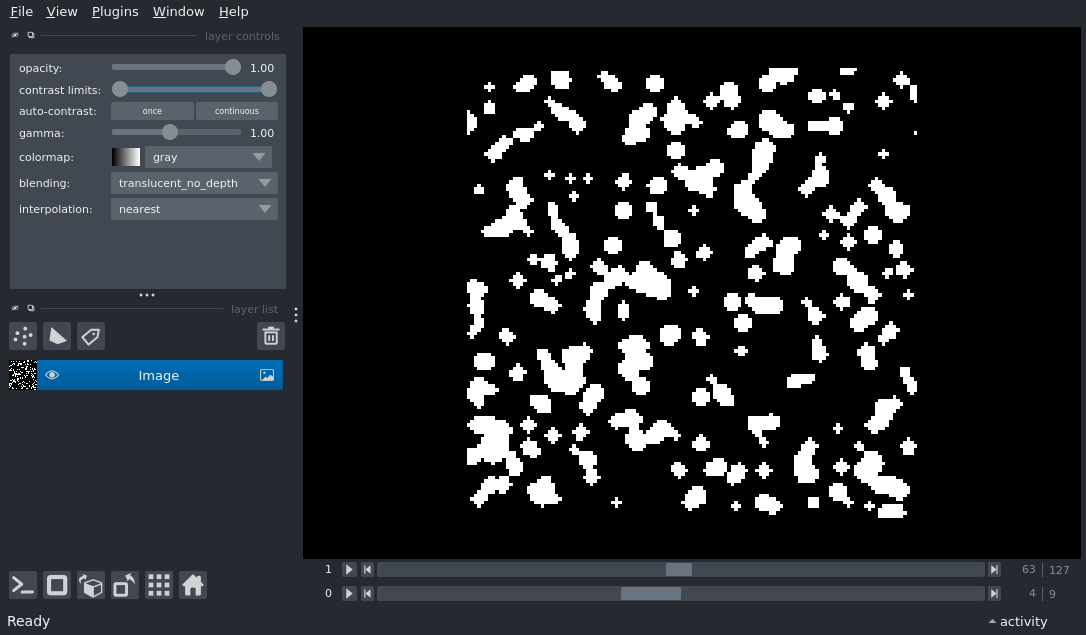 File View Plugins Window Help
layer controls
opacity: 1.00
contrast limits:
auto-contrast: once continuous
gamma: 1.00
colormap: gray
blending: translucent_no_depth
interpolation: nearest
layer list
Image
1 63 127
0 4 9
Ready activity